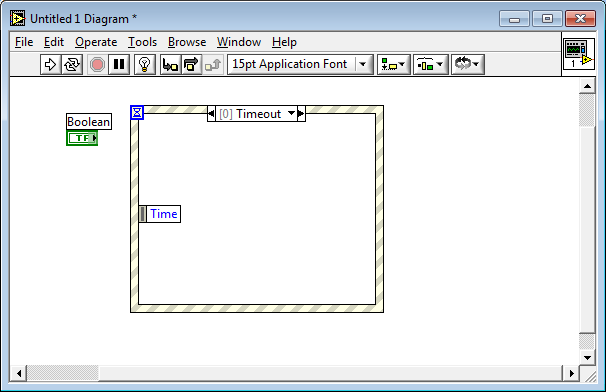 Untitled 1 Diagram *
File Edit Operate Tools Browse Window Help
15pt Application Font
1
Boolean
[0] Timeout
TF
Time